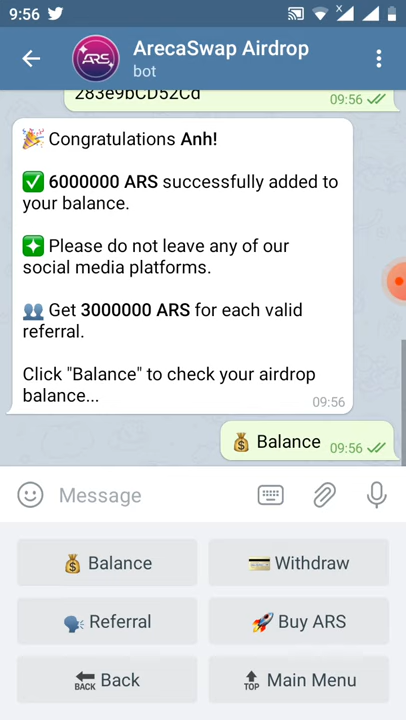 9:56
ArecaSwap Airdrop
bot
ARS
283e9bCD52Cd
09:56
🎉 Congratulations Anh!
✅ 6000000 ARS successfully added to
your balance.
Please do not leave any of our
social media platforms.
👥 Get 3000000 ARS for each valid
referral.
Click "Balance" to check your airdrop
balance...
09:56
💰 Balance 09:56
Message
💰 Balance
💳 Withdraw
🗣 Referral
🚀 Buy ARS
🔙 Back
🔝 Main Menu